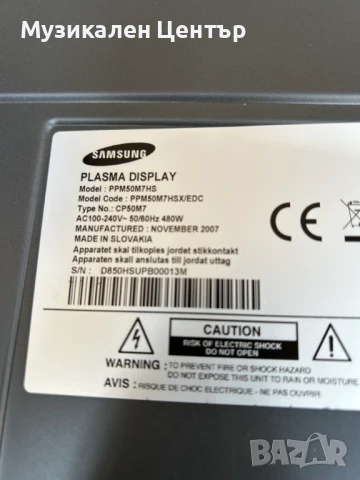 Музикален Център
SAMSUNG
PLASMA DISPLAY
Model : PPM50M7HS
Model Code : PPM50M7HSX/EDC
Type No. : CP50M7
AC100-240V~ 50/60Hz 480W
MANUFACTURED : NOVEMBER 2007
MADE IN SLOVAKIA
Apparatet skal tilkoples jordet stikkontakt
Apparaten skall anslutas till jordat uttag
S/N : D850HSUPB00013M
CE
CAUTION
RISK OF ELECTRIC SHOCK
DO NOT OPEN
WARNING : TO PREVENT FIRE OR SHOCK HAZARD
DO NOT EXPOSE THIS UNIT TO RAIN OR MOISTURE
AVIS : RISQUE DE CHOC ELECTRIQUE - NE PAS OUVRIR
BAZAR